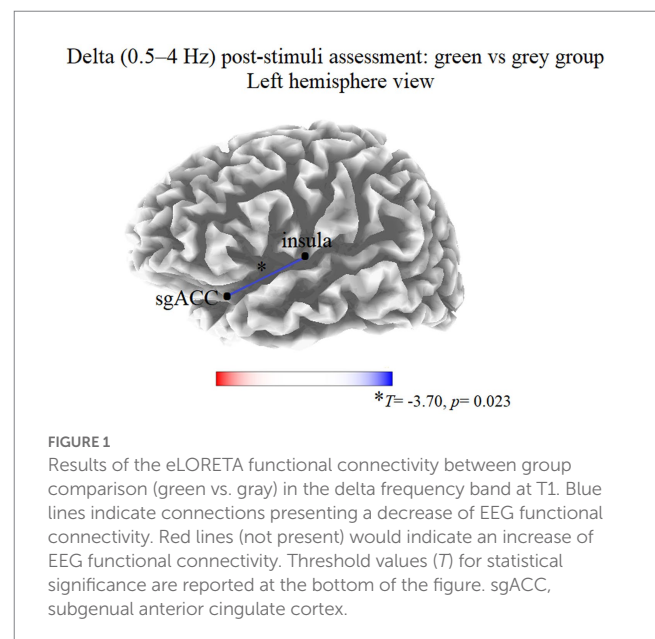 Delta (0.5–4 Hz) post-stimuli assessment: green vs grey group
Left hemisphere view
insula
*
sgACC
*T= -3.70, p= 0.023
FIGURE 1
Results of the eLORETA functional connectivity between group
comparison (green vs. gray) in the delta frequency band at T1. Blue
lines indicate connections presenting a decrease of EEG functional
connectivity. Red lines (not present) would indicate an increase of
EEG functional connectivity. Threshold values (T) for statistical
significance are reported at the bottom of the figure. sgACC,
subgenual anterior cingulate cortex.